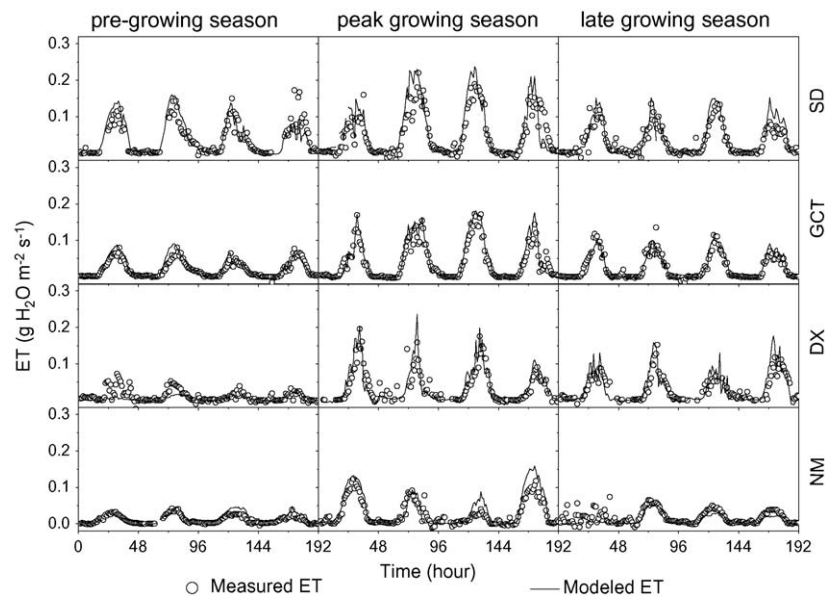 pre-growing season peak growing season late growing season
0.3
0.2
0.1
SD
0.3
0.2
0.1
GCT
0.3
0.2
0.1
DX
0.3
0.2
0.1
0.0
NM
ET (g H₂O m⁻² s⁻¹)
0 48 96 144 192 48 96 144 192 48 96 144 192
Time (hour)
Measured ET Modeled ET